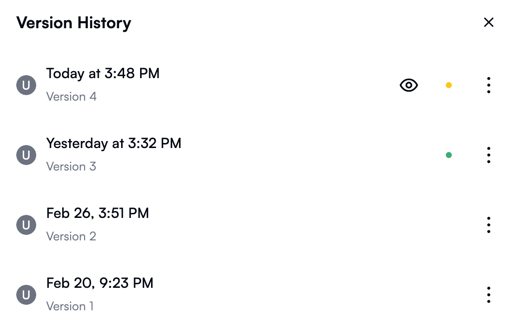 Version History
U
Today at 3:48 PM
Version 4
U
Yesterday at 3:32 PM
Version 3
U
Feb 26, 3:51 PM
Version 2
U
Feb 20, 9:23 PM
Version 1